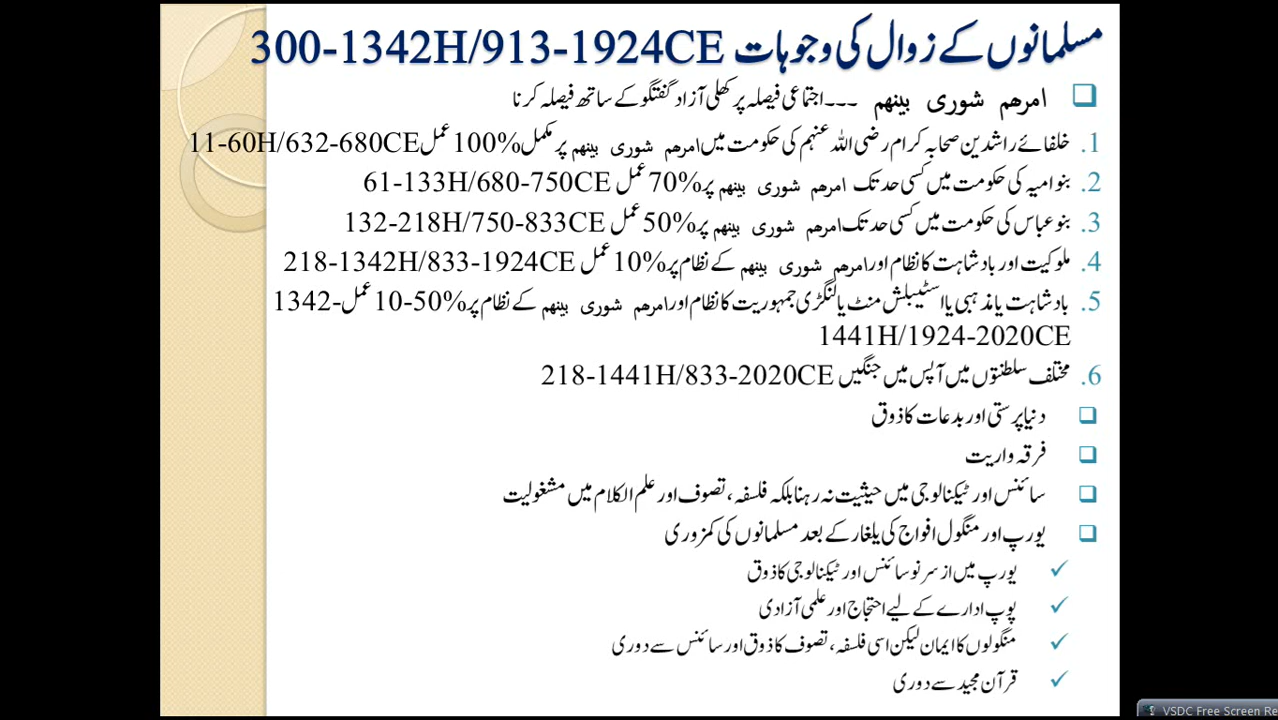 مسلمانوں کے زوال کی وجوہات 300-1342H/913-1924CE
❑ امرھم شوری بینھم ۔۔۔اجتماعی فیصلہ پر کھلی آزاد گفتگو کے ساتھ فیصلہ کرنا
1. خلفائے راشدین صحابہ کرام رضی اللہ عنہم کی حکومت میں امرھم شوری بینھم پر مکمل %100 عمل 11-60H/632-680CE
2. بنو امیہ کی حکومت میں کسی حد تک امرھم شوری بینھم پر %70 عمل 61-133H/680-750CE
3. بنو عباس کی حکومت میں کسی حد تک امرھم شوری بینھم پر %50 عمل 132-218H/750-833CE
4. ملوکیت اور بادشاہت کا نظام اور امرھم شوری بینھم کے نظام پر %10 عمل 218-1342H/833-1924CE
5. بادشاہت یا مذہبی یا اسٹیبلش منٹ یا لنگڑی جمہوریت کا نظام اور امرھم شوری بینھم کے نظام پر %50-10 عمل 1342-
1441H/1924-2020CE
6. مختلف سلطنتوں میں آپس میں جنگیں 218-1441H/833-2020CE
❑ دنیا پرستی اور بدعات کا ذوق
❑ فرقہ واریت
❑ سائنس اور ٹیکنالوجی میں حیثیت نہ رہنا بلکہ فلسفہ، تصوف اور علم الکلام میں مشغولیت
❑ یورپ اور منگول افواج کی یلغار کے بعد مسلمانوں کی کمزوری
✓ یورپ میں از سر نو سائنس اور ٹیکنالوجی کا ذوق
✓ پوپ ادارے کے لیے احتجاج اور علمی آزادی
✓ منگولوں کا ایمان لیکن اسی فلسفہ، تصوف کا ذوق اور سائنس سے دوری
✓ قرآن مجید سے دوری
VSDC Free Screen Re